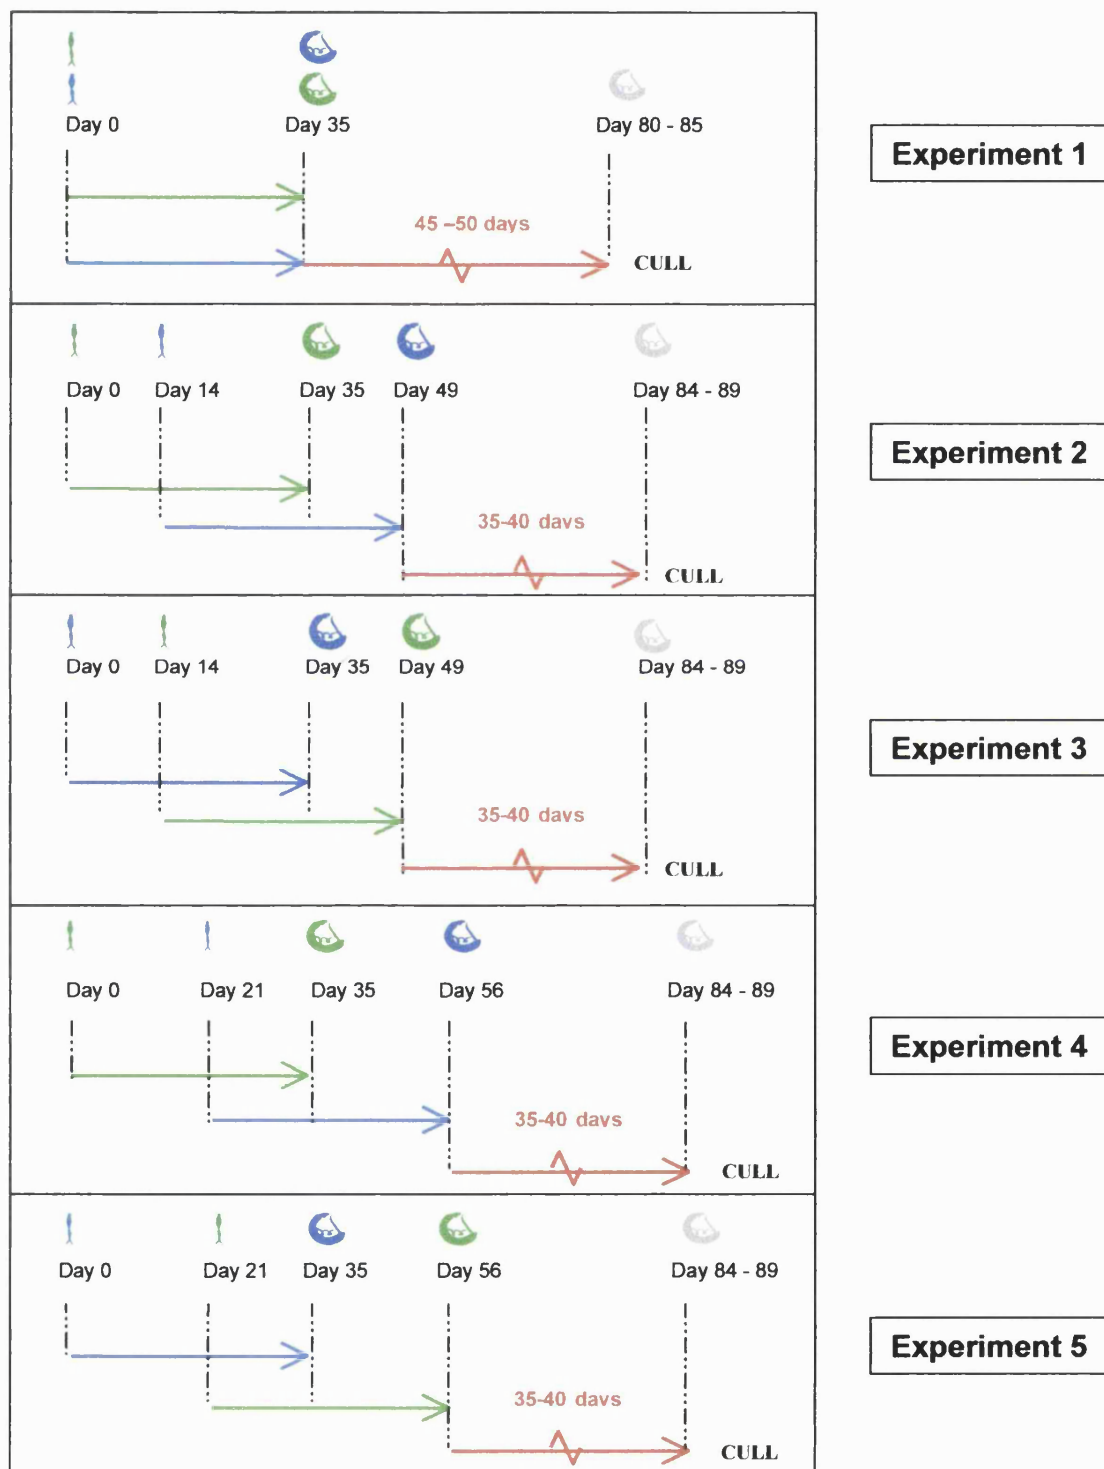 Day 0
Day 35
Day 80 - 85
Experiment 1
45 –50 days
CULL
Day 0
Day 14
Day 35
Day 49
Day 84 - 89
Experiment 2
35-40 days
CULL
Day 0
Day 14
Day 35
Day 49
Day 84 - 89
Experiment 3
35-40 days
CULL
Day 0
Day 21
Day 35
Day 56
Day 84 - 89
Experiment 4
35-40 days
CULL
Day 0
Day 21
Day 35
Day 56
Day 84 - 89
Experiment 5
35-40 days
CULL